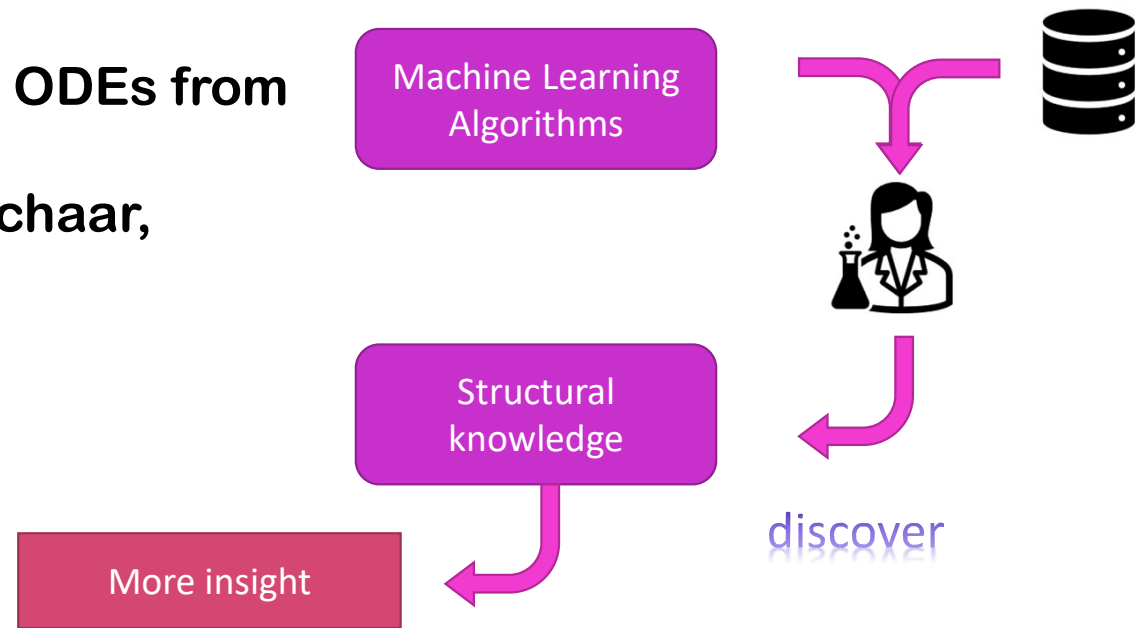 ODEs from
chaar,
Machine Learning
Algorithms
Structural
knowledge
discover
More insight